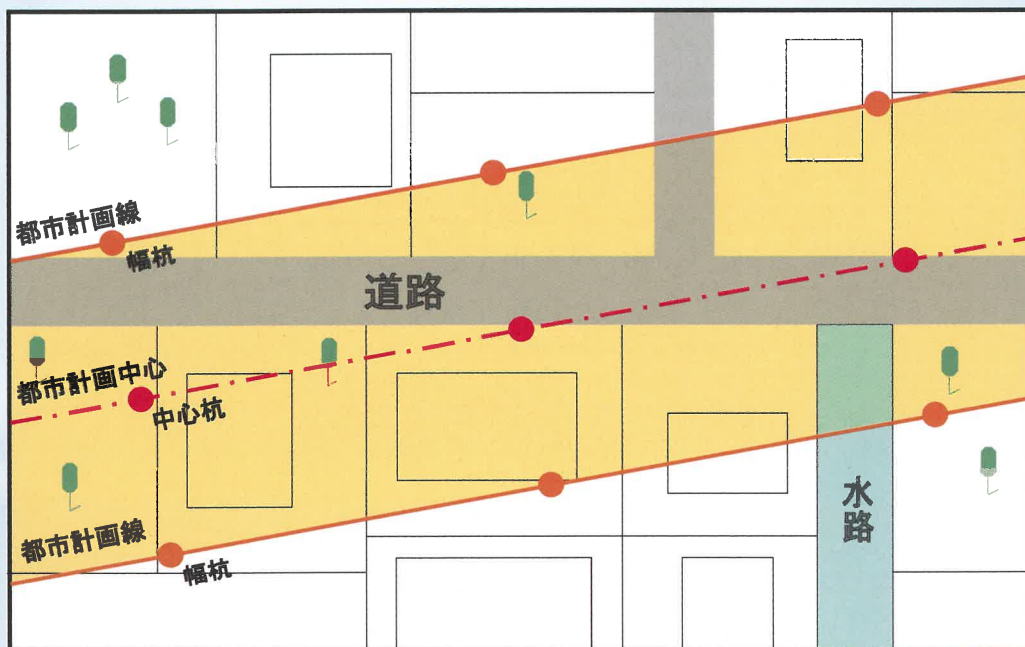 都市計画線
幅杭
道路
都市計画中心
中心杭
都市計画線
幅杭
水路